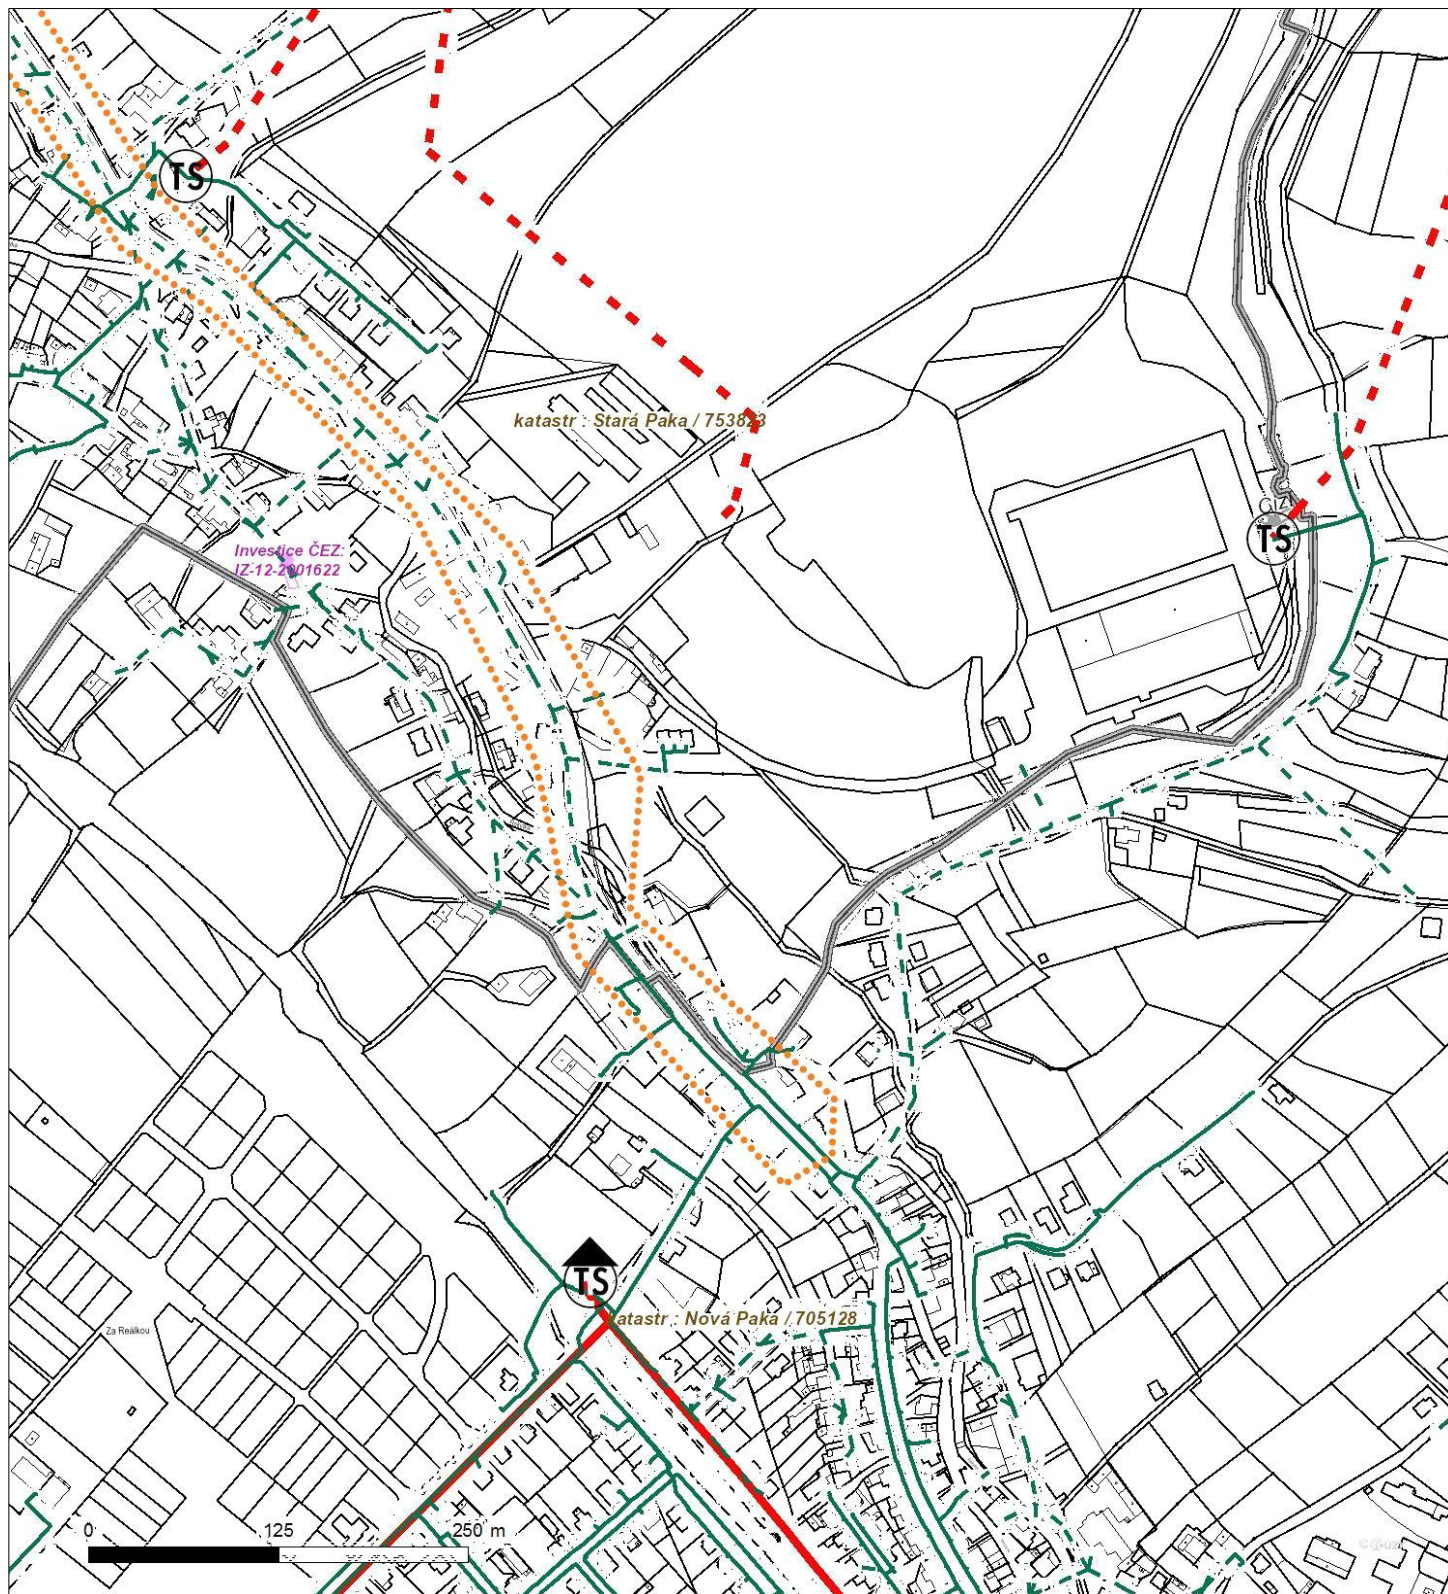 TS
katastr : Stará Paka / 753823
CIZI
TS
Investice ČEZ:
IZ-12-2001622
TS
katastr : Nová Paka / 705128
Za Reálkou
0 125 250 m